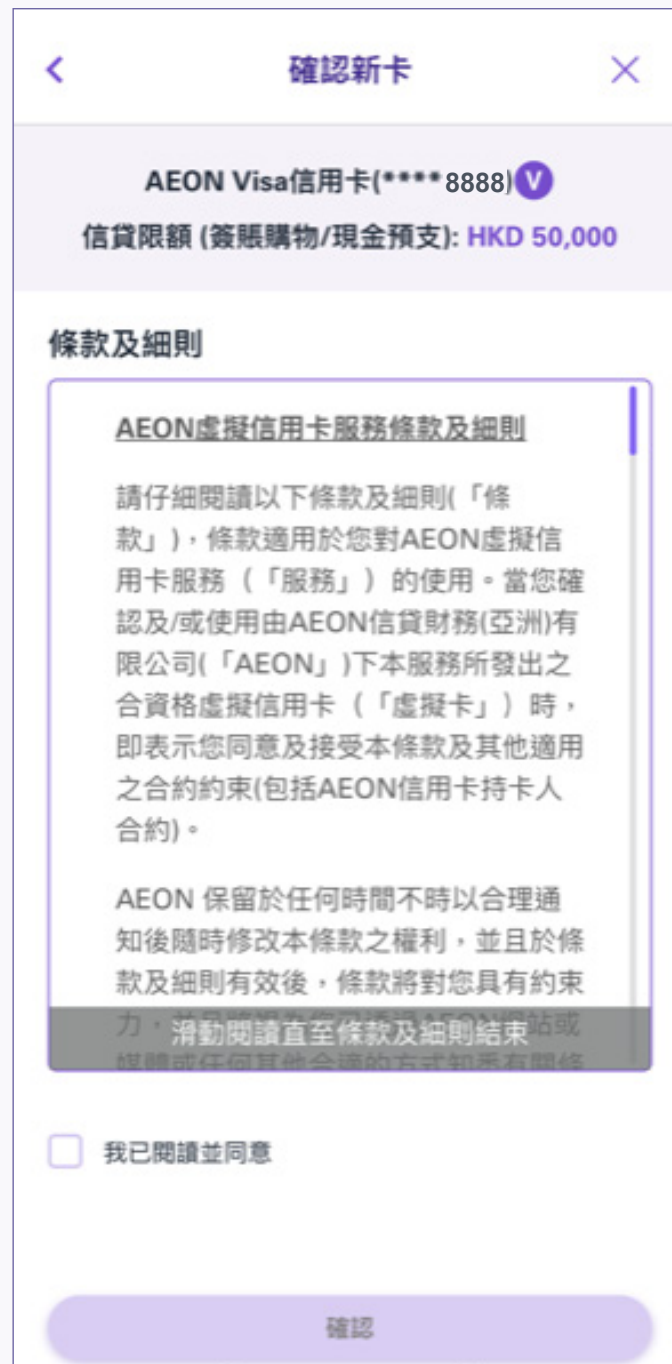 確認新卡
AEON Visa信用卡(****8888) V
信貸限額 (簽賬購物/現金預支): HKD 50,000
條款及細則
AEON虛擬信用卡服務條款及細則
請仔細閱讀以下條款及細則(「條
款」)，條款適用於您對AEON虛擬信
用卡服務（「服務」）的使用。當您確
認及/或使用由AEON信貸財務(亞洲)有
限公司(「AEON」)下本服務所發出之
合資格虛擬信用卡（「虛擬卡」）時，
即表示您同意及接受本條款及其他適用
之合約約束(包括AEON信用卡持卡人
合約)。
AEON 保留於任何時間不時以合理通
知後隨時修改本條款之權利，並且於條
款及細則有效後，條款將對您具有約束
力，
滑動閱讀直至條款及細則結束
我已閱讀並同意
確認